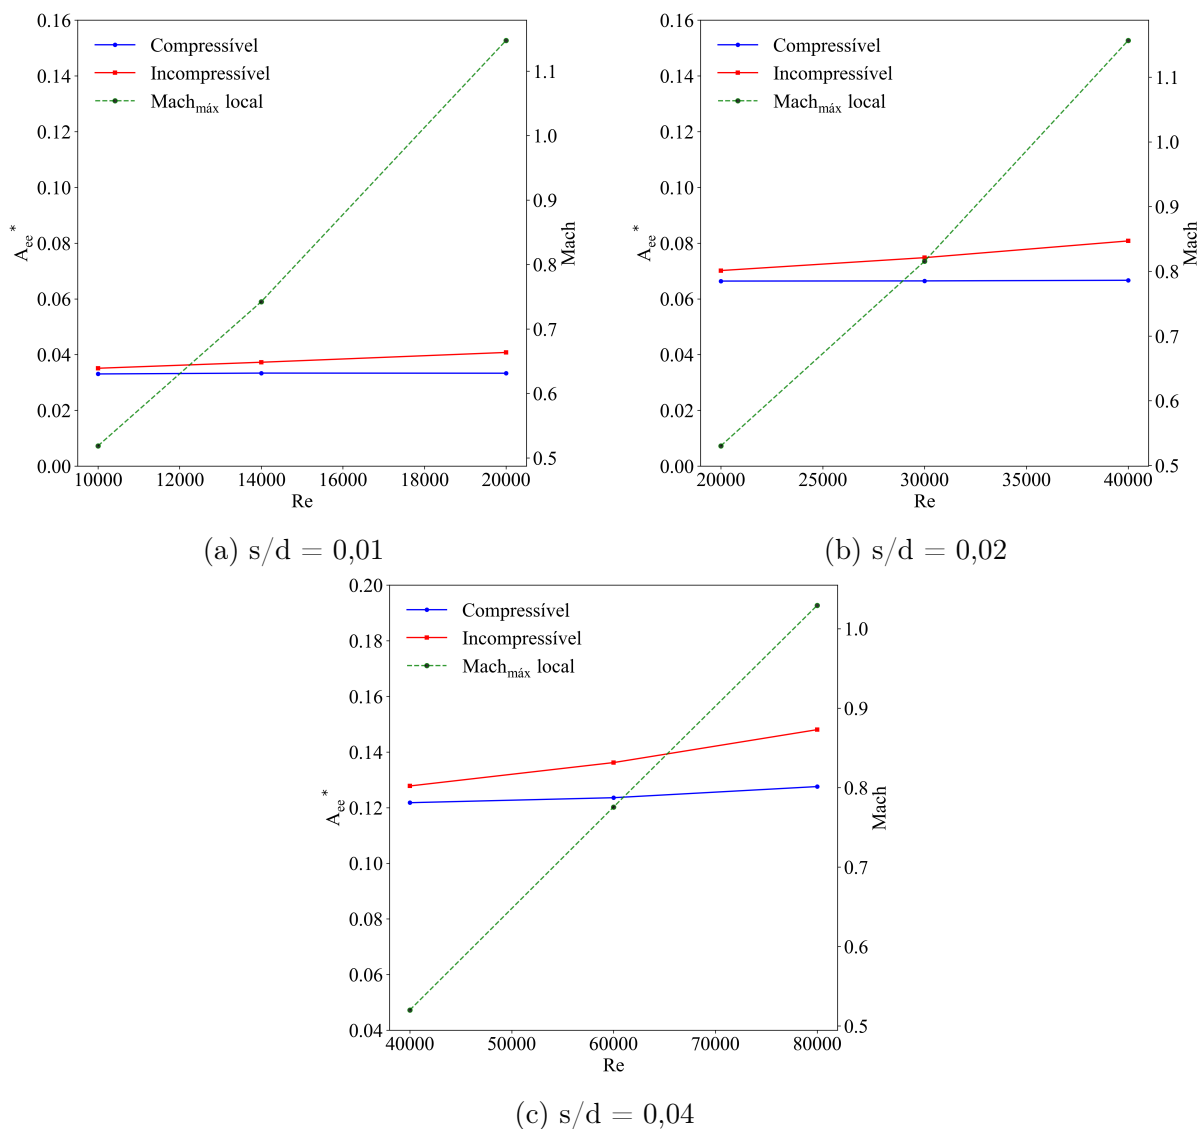 0.16
0.14
0.12
0.10
0.08
0.06
0.04
0.02
0.00
A_ee^*
Compressível
Incompressível
Mach_máx local
1.1
1.0
0.9
0.8
0.7
0.6
0.5
Mach
10000 12000 14000 16000 18000 20000
Re
(a) s/d = 0,01
0.16
0.14
0.12
0.10
0.08
0.06
0.04
0.02
0.00
A_ee^*
Compressível
Incompressível
Mach_máx local
1.1
1.0
0.9
0.8
0.7
0.6
0.5
Mach
20000 25000 30000 35000 40000
Re
(b) s/d = 0,02
0.20
0.18
0.16
0.14
0.12
0.10
0.08
0.06
0.04
A_ee^*
Compressível
Incompressível
Mach_máx local
1.0
0.9
0.8
0.7
0.6
0.5
Mach
40000 50000 60000 70000 80000
Re
(c) s/d = 0,04